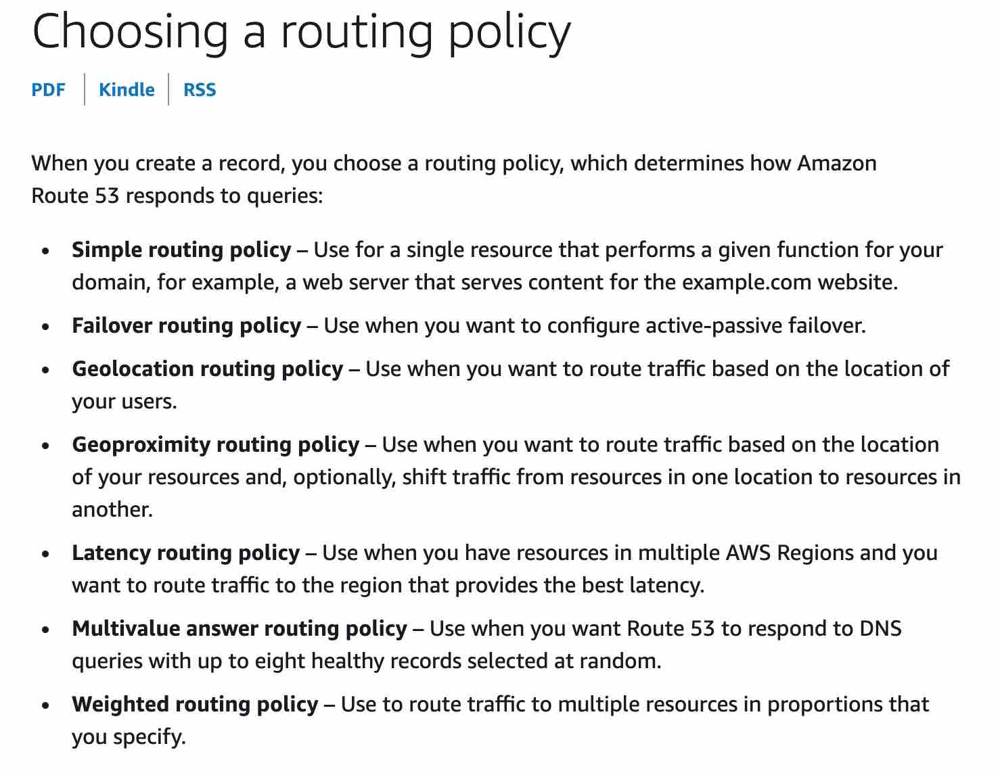 Choosing a routing policy
PDF | Kindle | RSS
When you create a record, you choose a routing policy, which determines how Amazon
Route 53 responds to queries:
• Simple routing policy – Use for a single resource that performs a given function for your
domain, for example, a web server that serves content for the example.com website.
• Failover routing policy – Use when you want to configure active-passive failover.
• Geolocation routing policy – Use when you want to route traffic based on the location of
your users.
• Geoproximity routing policy – Use when you want to route traffic based on the location
of your resources and, optionally, shift traffic from resources in one location to resources in
another.
• Latency routing policy – Use when you have resources in multiple AWS Regions and you
want to route traffic to the region that provides the best latency.
• Multivalue answer routing policy – Use when you want Route 53 to respond to DNS
queries with up to eight healthy records selected at random.
• Weighted routing policy – Use to route traffic to multiple resources in proportions that
you specify.